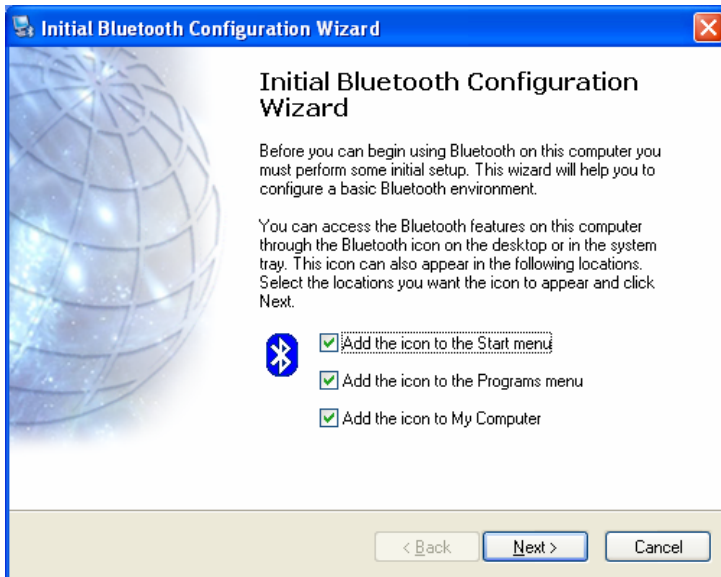 Initial Bluetooth Configuration Wizard
Initial Bluetooth Configuration
Wizard
Before you can begin using Bluetooth on this computer you
must perform some initial setup. This wizard will help you to
configure a basic Bluetooth environment.
You can access the Bluetooth features on this computer
through the Bluetooth icon on the desktop or in the system
tray. This icon can also appear in the following locations.
Select the locations you want the icon to appear and click
Next.
Add the icon to the Start menu
Add the icon to the Programs menu
Add the icon to My Computer
< Back
Next >
Cancel